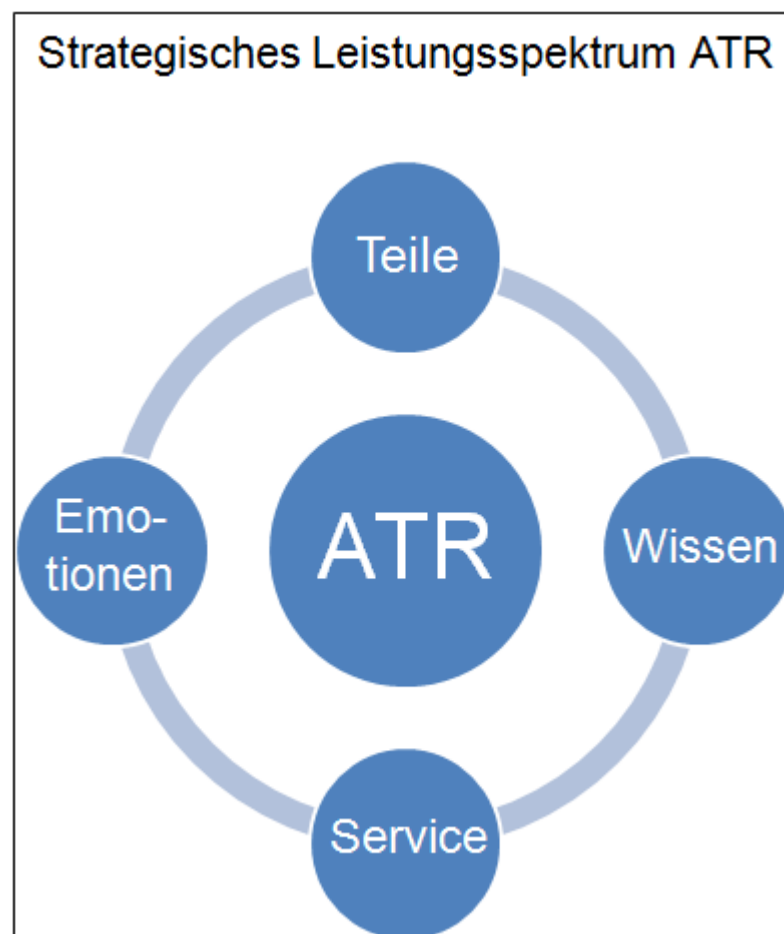 Strategisches Leistungsspektrum ATR
Teile
Emo-
tionen
ATR
Wissen
Service